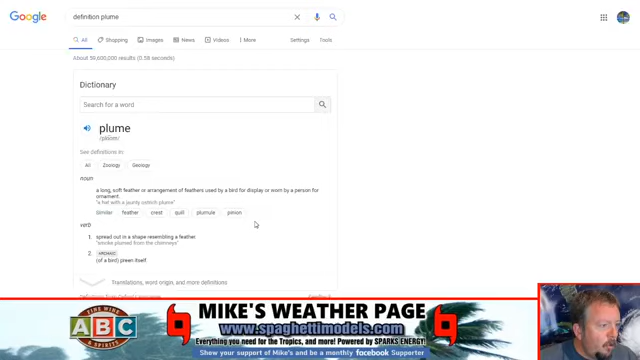 Google
definition plume
All Shopping Images News Videos More Settings Tools
About 59,600,000 results (0.58 seconds)
Dictionary
Search for a word
plume
See definitions in:
All Zoology Geology
noun
a long, soft feather or arrangement of feathers used by a bird for display or worn by a person for
ornament.
"a hat with a jaunty ostrich plume"
Similar: feather crest quill plumule pinion
verb
1. spread out in a shape resembling a feather.
"smoke plumed from the chimneys"
2. ARCHAIC
(of a bird) preen itself.
Translations, word origin, and more definitions
FINE WINE
ABC
& SPIRITS
MIKE'S WEATHER PAGE
www.spaghettimodels.com
Everything you need for the Tropics, and more! Powered by SPARKS ENERGY!
Show your support of Mike's and be a monthly facebook Supporter